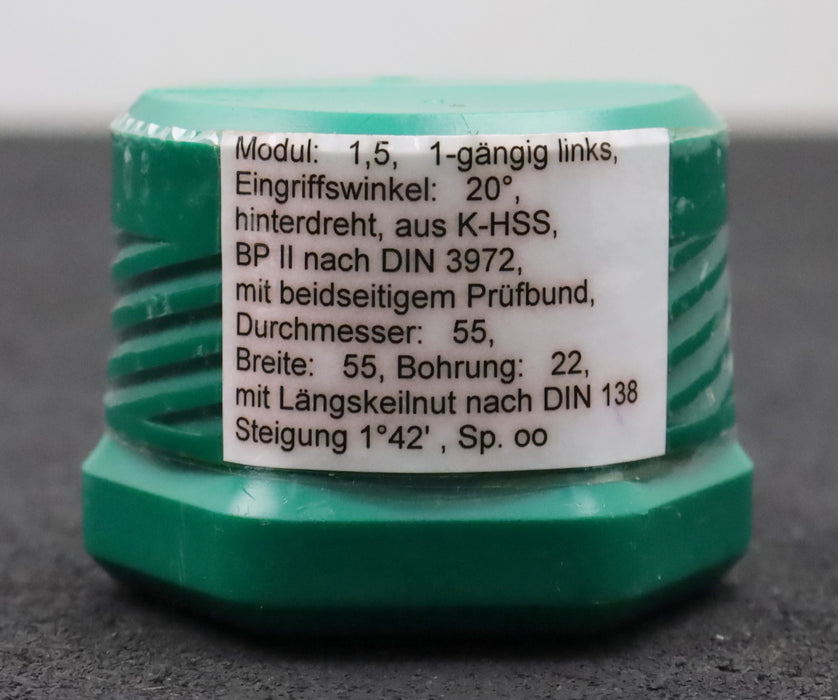 Modul: 1,5, 1-gängig links,
Eingriffswinkel: 20°,
hinterdreht, aus K-HSS,
BP II nach DIN 3972,
mit beidseitigem Prüfbund,
Durchmesser: 55,
Breite: 55, Bohrung: 22,
mit Längskeilnut nach DIN 138
Steigung 1°42' , Sp. oo